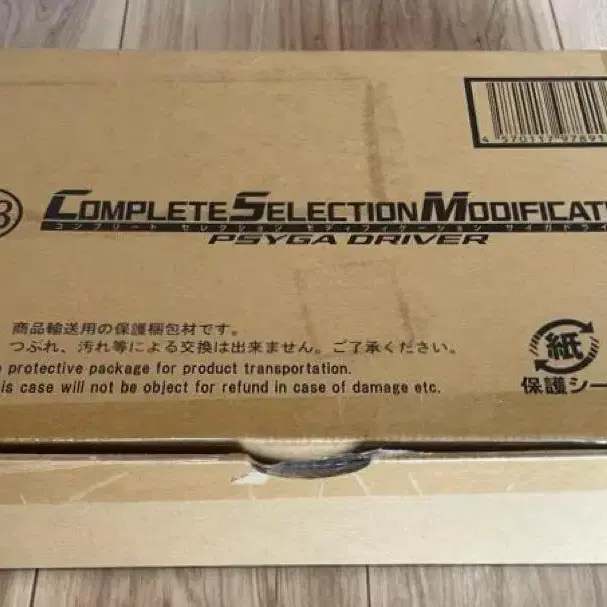 4 570117 97891
COMPLETE SELECTION MODIFICAT
コンプリート セレクション モディフィケーション サイガドライ
PSYGA DRIVER
商品輸送用の保護梱包材です。
つぶれ、汚れ等による交換は出来ません。ご了承ください。
protective package for product transportation.
is case will not be object for refund in case of damage etc.
紙
保護シー